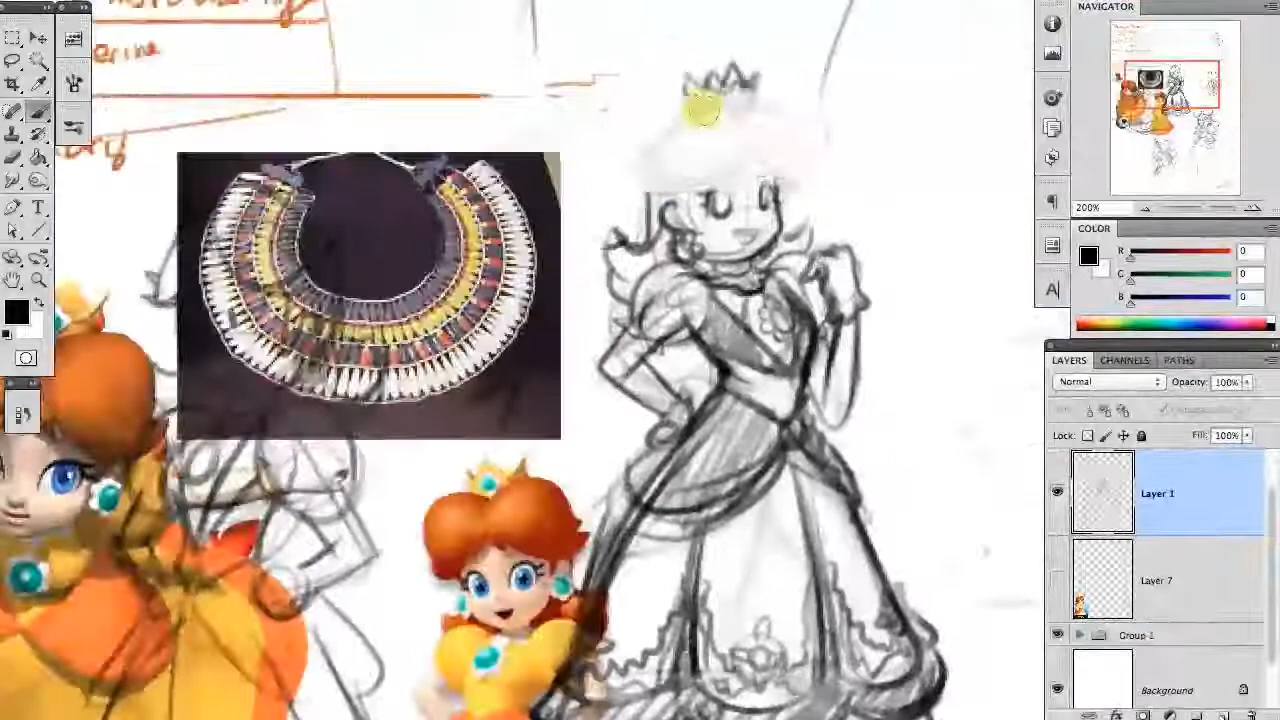 NAVIGATOR
200%
COLOR
R 0
G 0
B 0
LAYERS CHANNELS PATHS
Normal Opacity: 100%
Lock: Fill: 100%
Layer 1
Layer 7
Group 1
Background